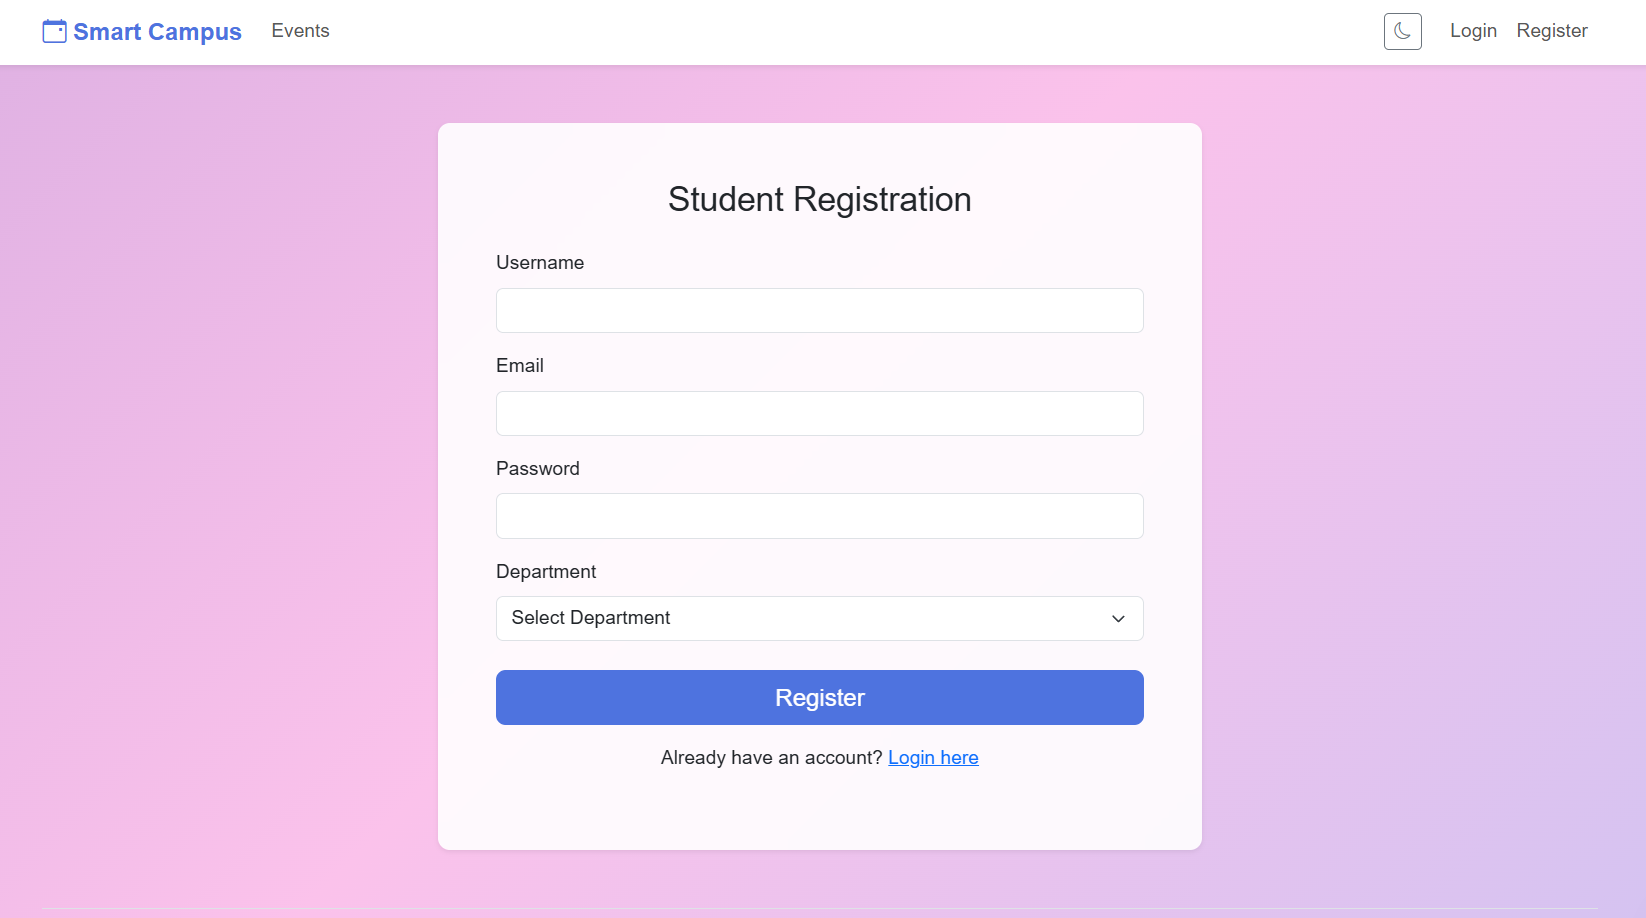 Smart Campus Events Login Register
Student Registration
Username
Email
Password
Department
Select Department
Register
Already have an account? Login here